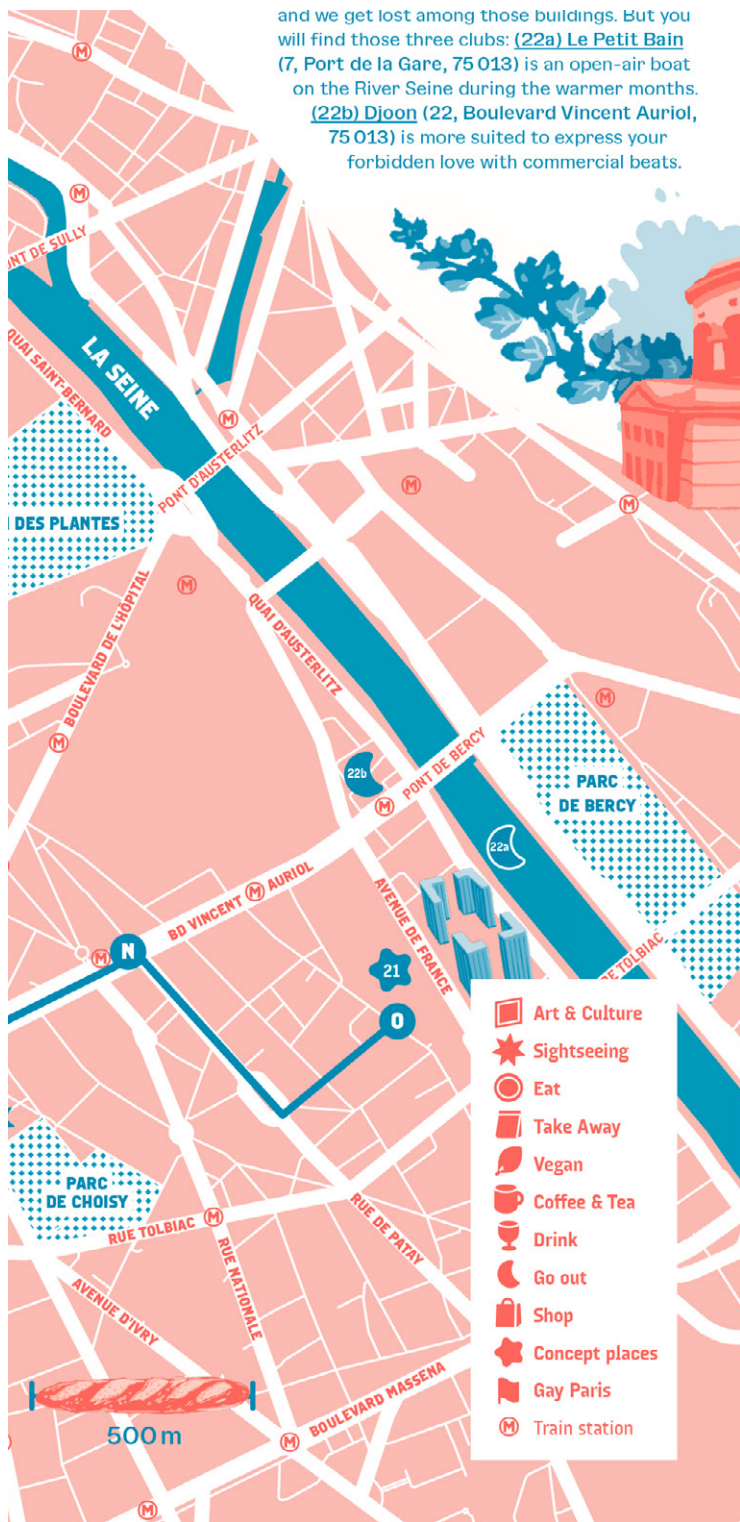 and we get lost among those buildings. But you
will find those three clubs: (22a) Le Petit Bain
(7, Port de la Gare, 75 013) is an open-air boat
on the River Seine during the warmer months.
(22b) Djoon (22, Boulevard Vincent Auriol,
75 013) is more suited to express your
forbidden love with commercial beats.
M
M
NT DE SULLY
LA SEINE
QUAI SAINT-BERNARD
M
PONT D'AUSTERLITZ
M
M
DES PLANTES
M
BOULEVARD DE L'HÔPITAL
QUAI D'AUSTERLITZ
M
M
PONT DE BERCY
22b
M
PARC
DE BERCY
22a
BD VINCENT M AURIOL
AVENUE DE FRANCE
M
N
21
E TOLBIAC
O
PARC
DE CHOISY
RUE TOLBIAC
M
RUE NATIONALE
RUE DE PATAY
AVENUE D'IVRY
BOULEVARD MASSENA
M
M
500 m
Art & Culture
Sightseeing
Eat
Take Away
Vegan
Coffee & Tea
Drink
Go out
Shop
Concept places
Gay Paris
M Train station